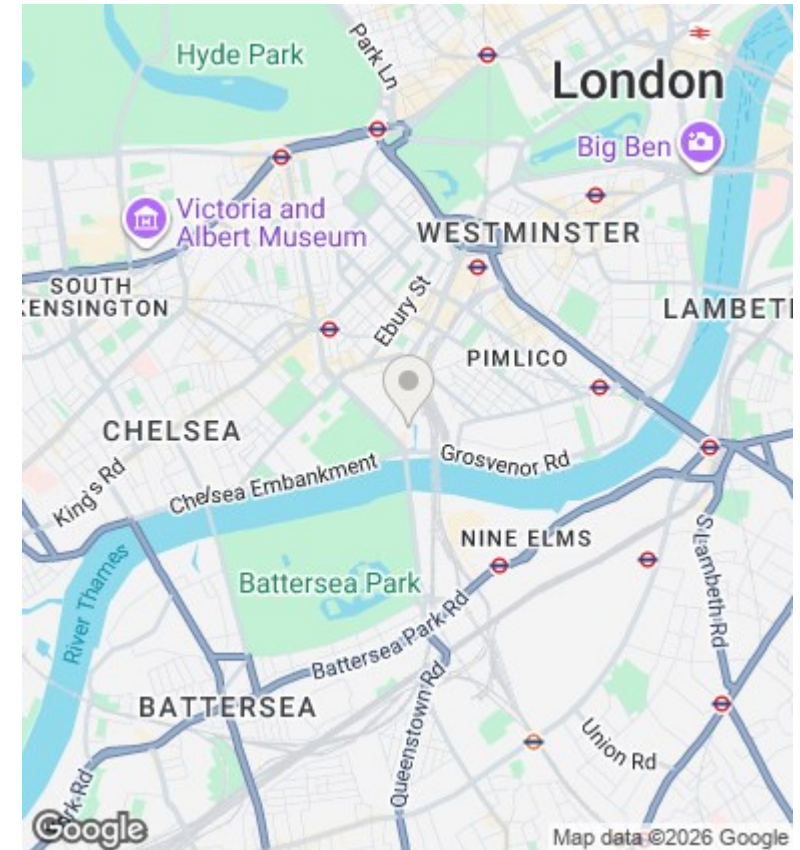 Hyde Park
Park Ln
London
Big Ben
Victoria and
Albert Museum
WESTMINSTER
SOUTH
KENSINGTON
Ebury St
LAMBETH
PIMLICO
CHELSEA
King's Rd
Chelsea Embankment
Grosvenor Rd
NINE ELMS
S Lambeth Rd
River Thames
Battersea Park
Battersea Park Rd
BATTERSEA
Queenstown Rd
Union Rd
Google
Map data ©2026 Google